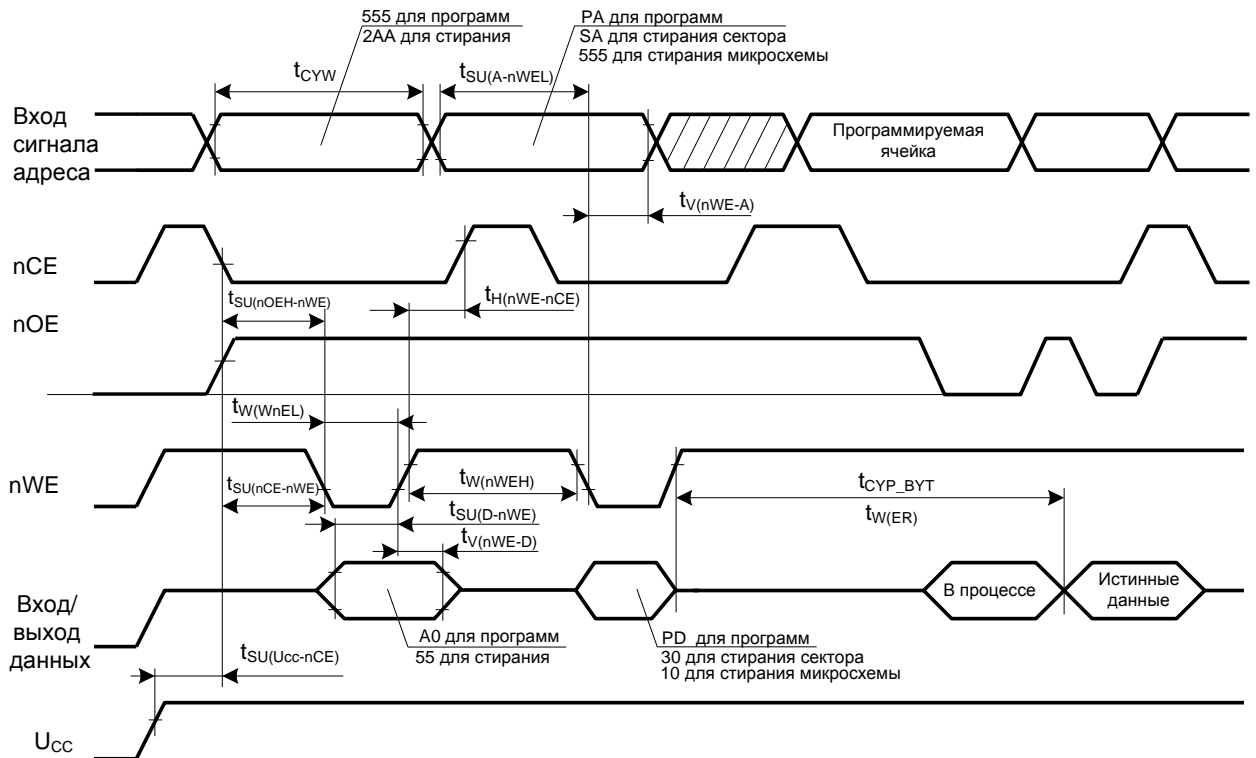 555 для программ
2AA для стирания
PA для программ
SA для стирания сектора
555 для стирания микросхемы
tCYW
tSU(A-nWEL)
Вход
сигнала
адреса
Программируемая
ячейка
tV(nWE-A)
nCE
tSU(nOEH-nWE)
tH(nWE-nCE)
nOE
tW(WnEL)
nWE
tSU(nCE-nWE)
tW(nWEH)
tCYP_BYT
tW(ER)
tSU(D-nWE)
tV(nWE-D)
Вход/
выход
данных
В процессе
Истинные
данные
A0 для программ
55 для стирания
PD для программ
30 для стирания сектора
10 для стирания микросхемы
tSU(Ucc-nCE)
UCC